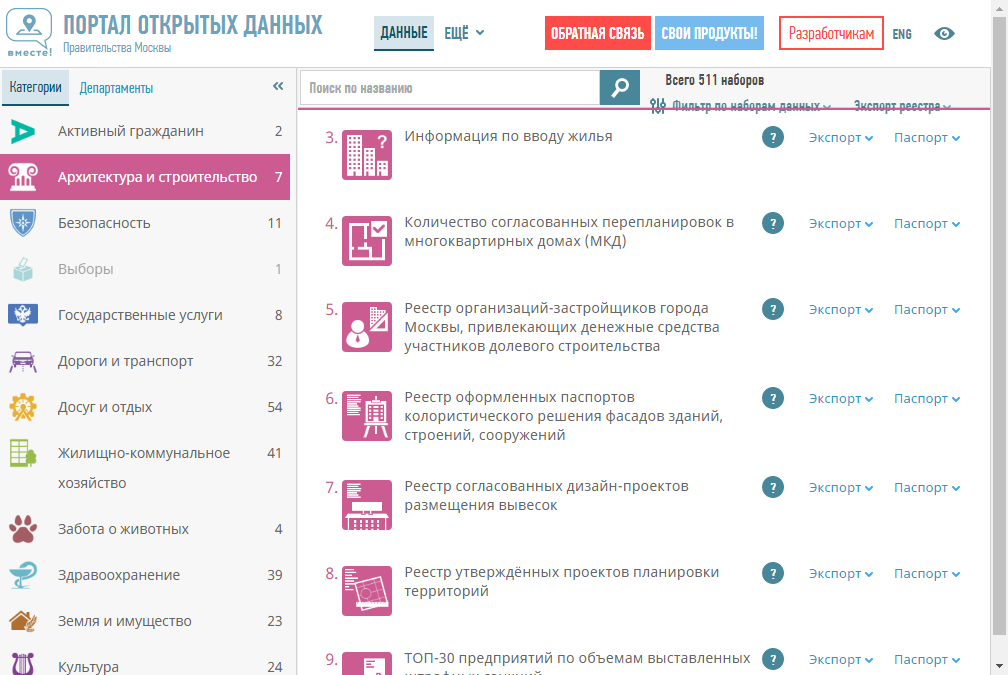 вместе!
ПОРТАЛ ОТКРЫТЫХ ДАННЫХ
Правительства Москвы
ДАННЫЕ
ЕЩЁ
ОБРАТНАЯ СВЯЗЬ
СВОИ ПРОДУКТЫ!
Разработчикам
ENG
Категории
Департаменты
«
Поиск по названию
Всего 511 наборов
Фильтр по наборам данных
Экспорт реестра
Активный гражданин 2
Архитектура и строительство 7
Безопасность 11
Выборы 1
Государственные услуги 8
Дороги и транспорт 32
Досуг и отдых 54
Жилищно-коммунальное 41
хозяйство
Забота о животных 4
Здравоохранение 39
Земля и имущество 23
Культура 24
3. Информация по вводу жилья ? Экспорт Паспорт
4. Количество согласованных перепланировок в ? Экспорт Паспорт
многоквартирных домах (МКД)
5. Реестр организаций-застройщиков города ? Экспорт Паспорт
Москвы, привлекающих денежные средства
участников долевого строительства
6. Реестр оформленных паспортов ? Экспорт Паспорт
колористического решения фасадов зданий,
строений, сооружений
7. Реестр согласованных дизайн-проектов ? Экспорт Паспорт
размещения вывесок
8. Реестр утверждённых проектов планировки ? Экспорт Паспорт
территорий
9. ТОП-30 предприятий по объемам выставленных ? Экспорт Паспорт